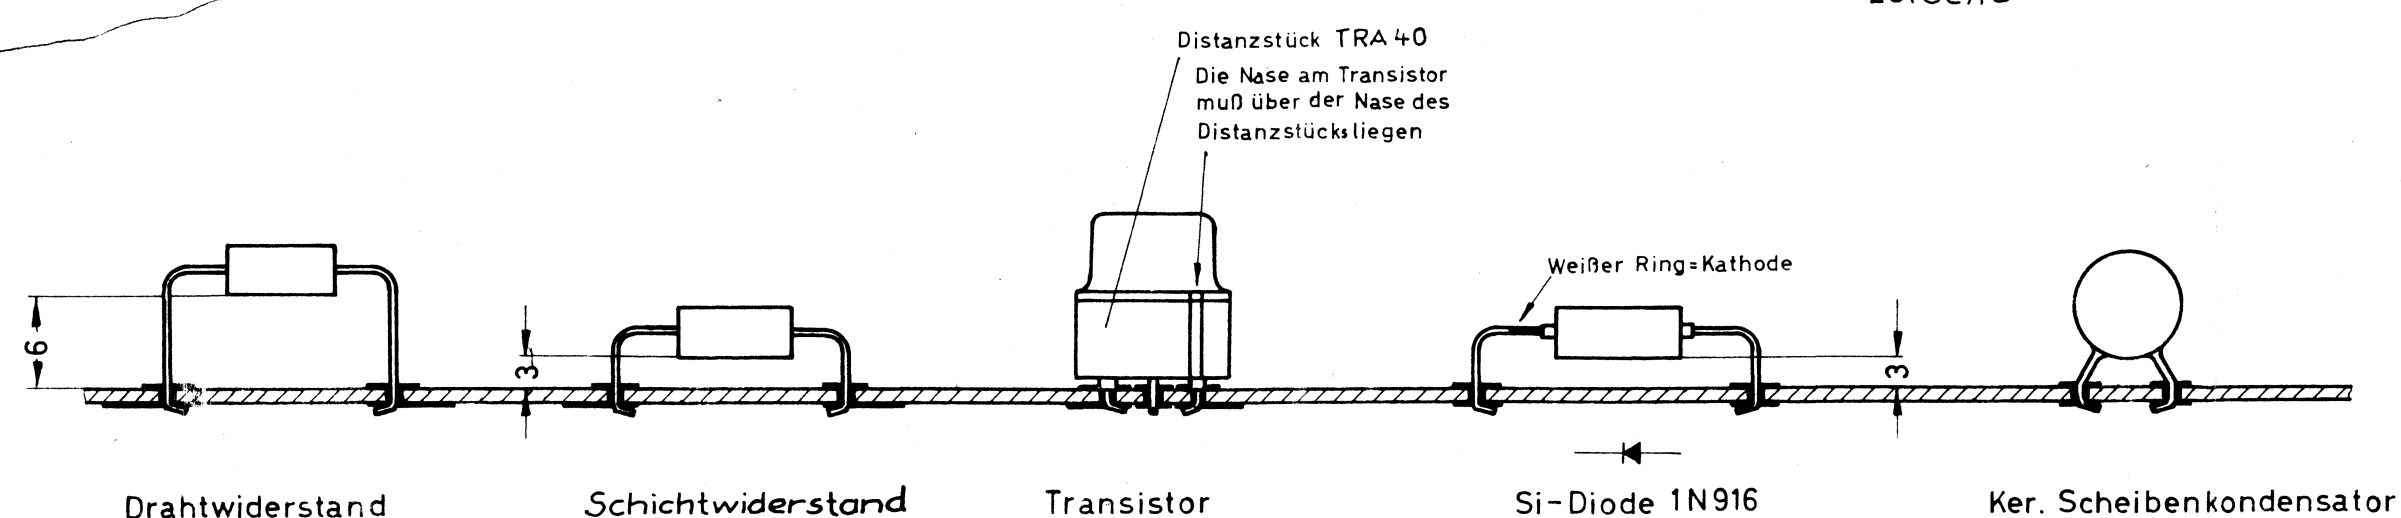 Distanzstück TRA 40
Die Nase am Transistor
muß über der Nase des
Distanzstücks liegen
Weißer Ring=Kathode
6
3
3
Drahtwiderstand
Schichtwiderstand
Transistor
Si-Diode 1N916
Ker. Scheibenkondensator